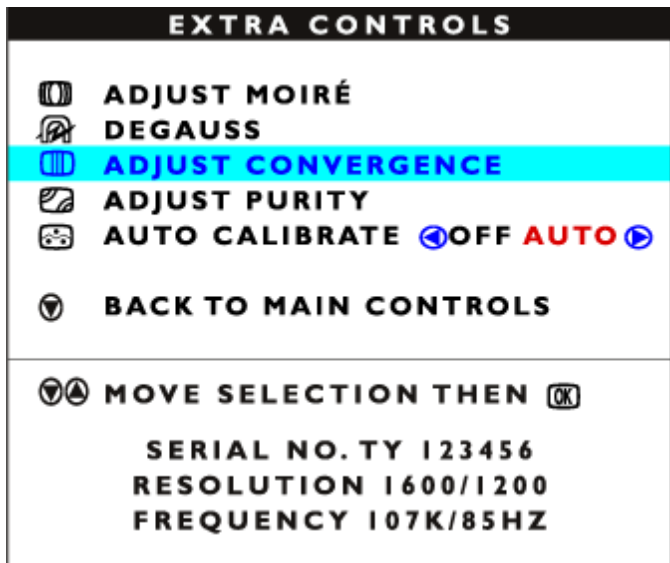 EXTRA CONTROLS
ADJUST MOIRÉ
DEGAUSS
ADJUST CONVERGENCE
ADJUST PURITY
AUTO CALIBRATE OFF AUTO
BACK TO MAIN CONTROLS
MOVE SELECTION THEN OK
SERIAL NO. TY 123456
RESOLUTION 1600/1200
FREQUENCY 107K/85HZ